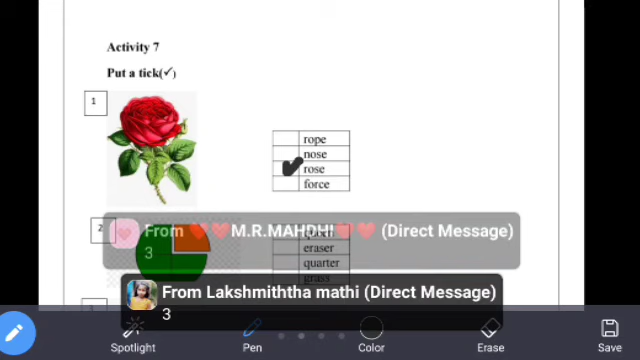 Activity 7
Put a tick(✓)
1
rope
nose
rose
force
2
From ❤️❤️M.R.MAHDHI❤️❤️ (Direct Message)
3
eraser
quarter
grass
From Lakshmiththa mathi (Direct Message)
3
Spotlight
Pen
Color
Erase
Save